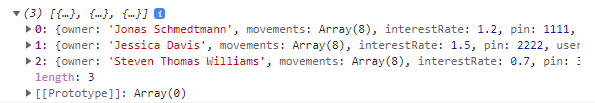 (3) [{…}, {…}, {…}] i
0: {owner: 'Jonas Schmedtmann', movements: Array(8), interestRate: 1.2, pin: 1111,
1: {owner: 'Jessica Davis', movements: Array(8), interestRate: 1.5, pin: 2222, user
2: {owner: 'Steven Thomas Williams', movements: Array(8), interestRate: 0.7, pin:
length: 3
[[Prototype]]: Array(0)